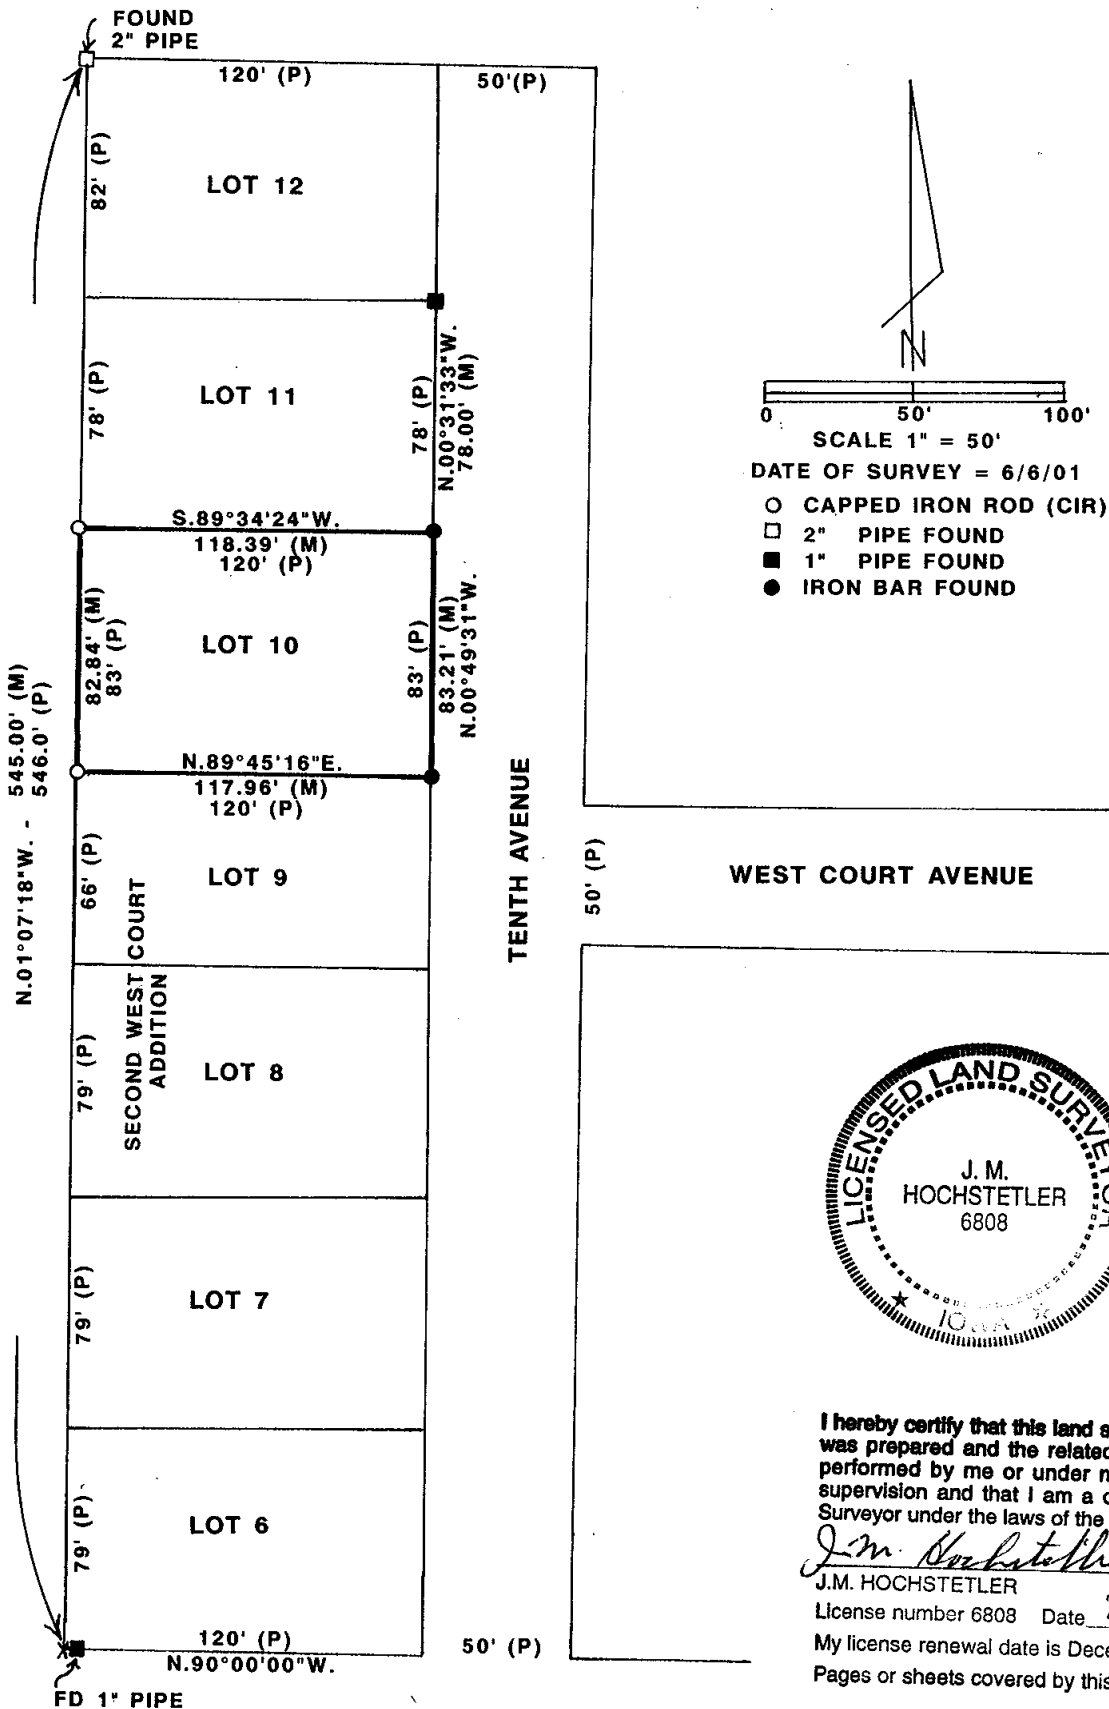 FOUND
2" PIPE
120' (P)
50'(P)
82' (P)
LOT 12
78' (P)
LOT 11
78' (P)
N.00°31'33"W.
78.00' (M)
S.89°34'24"W.
118.39' (M)
120' (P)
82.84' (M)
83' (P)
LOT 10
83' (P)
83.21' (M)
N.00°49'31"W.
N.89°45'16"E.
117.96' (M)
120' (P)
N.01°07'18"W. - 545.00' (M)
546.0' (P)
66' (P)
LOT 9
SECOND WEST COURT
ADDITION
79' (P)
LOT 8
79' (P)
LOT 7
79' (P)
LOT 6
120' (P)
N.90°00'00"W.
FD 1" PIPE
50' (P)
TENTH AVENUE
50' (P)
WEST COURT AVENUE
N
0 50' 100'
SCALE 1" = 50'
DATE OF SURVEY = 6/6/01
CAPPED IRON ROD (CIR)
2" PIPE FOUND
1" PIPE FOUND
IRON BAR FOUND
LICENSED LAND SURVEYOR
J. M.
HOCHSTETLER
6808
IOWA
I hereby certify that this land s
was prepared and the related
performed by me or under m
supervision and that I am a
Surveyor under the laws of the
J.M. Hochstetler
J.M. HOCHSTETLER
License number 6808 Date
My license renewal date is Dece
Pages or sheets covered by this